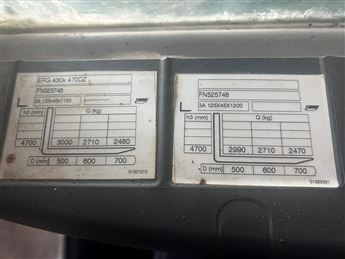 EFG 430k 470DZ
FN525748
3A 125x45x1150
h3 (mm)
Q (kg)
4700 3000 2710 2480
D (mm) 500 600 700
FN525748
3A 125X45X1200
h3 (mm)
Q (kg)
4700 2990 2710 2470
D (mm) 500 600 700